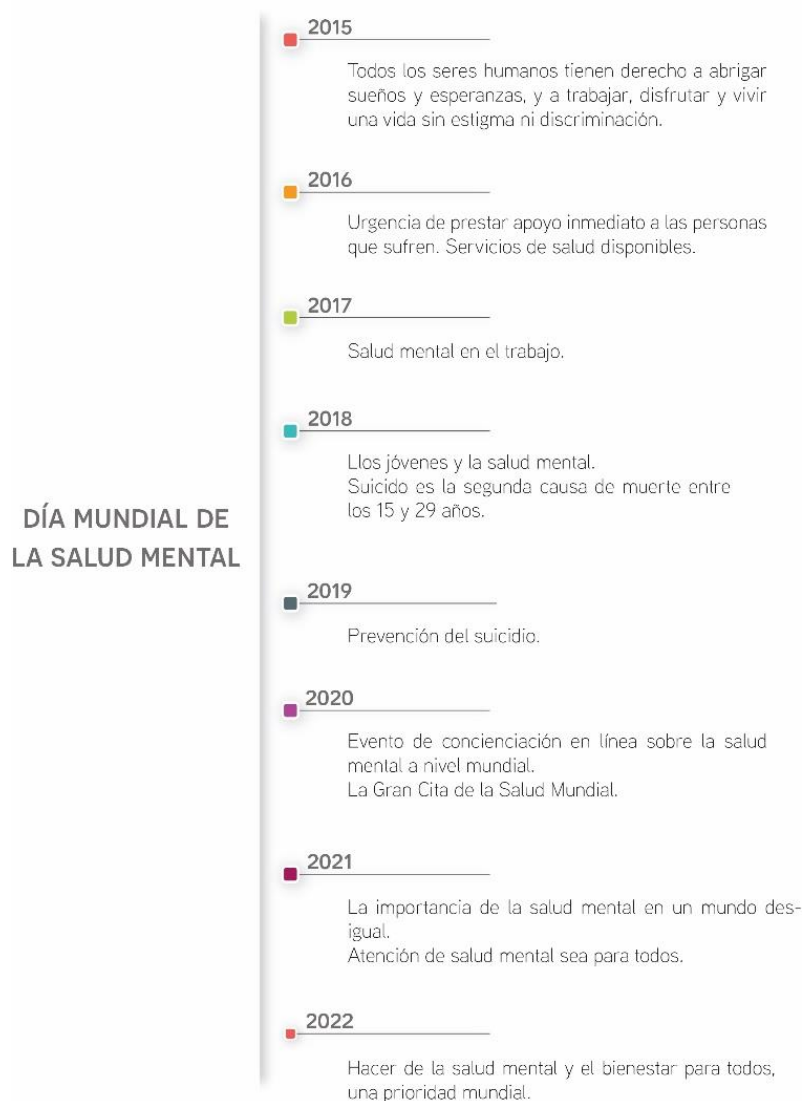 2015
Todos los seres humanos tienen derecho a abrigar
sueños y esperanzas, y a trabajar, disfrutar y vivir
una vida sin estigma ni discriminación.
2016
Urgencia de prestar apoyo inmediato a las personas
que sufren. Servicios de salud disponibles.
2017
Salud mental en el trabajo.
2018
Llos jóvenes y la salud mental.
Suicido es la segunda causa de muerte entre
los 15 y 29 años.
DÍA MUNDIAL DE
LA SALUD MENTAL
2019
Prevención del suicidio.
2020
Evento de concienciación en línea sobre la salud
mental a nivel mundial.
La Gran Cita de la Salud Mundial.
2021
La importancia de la salud mental en un mundo des-
igual.
Atención de salud mental sea para todos.
2022
Hacer de la salud mental y el bienestar para todos,
una prioridad mundial.